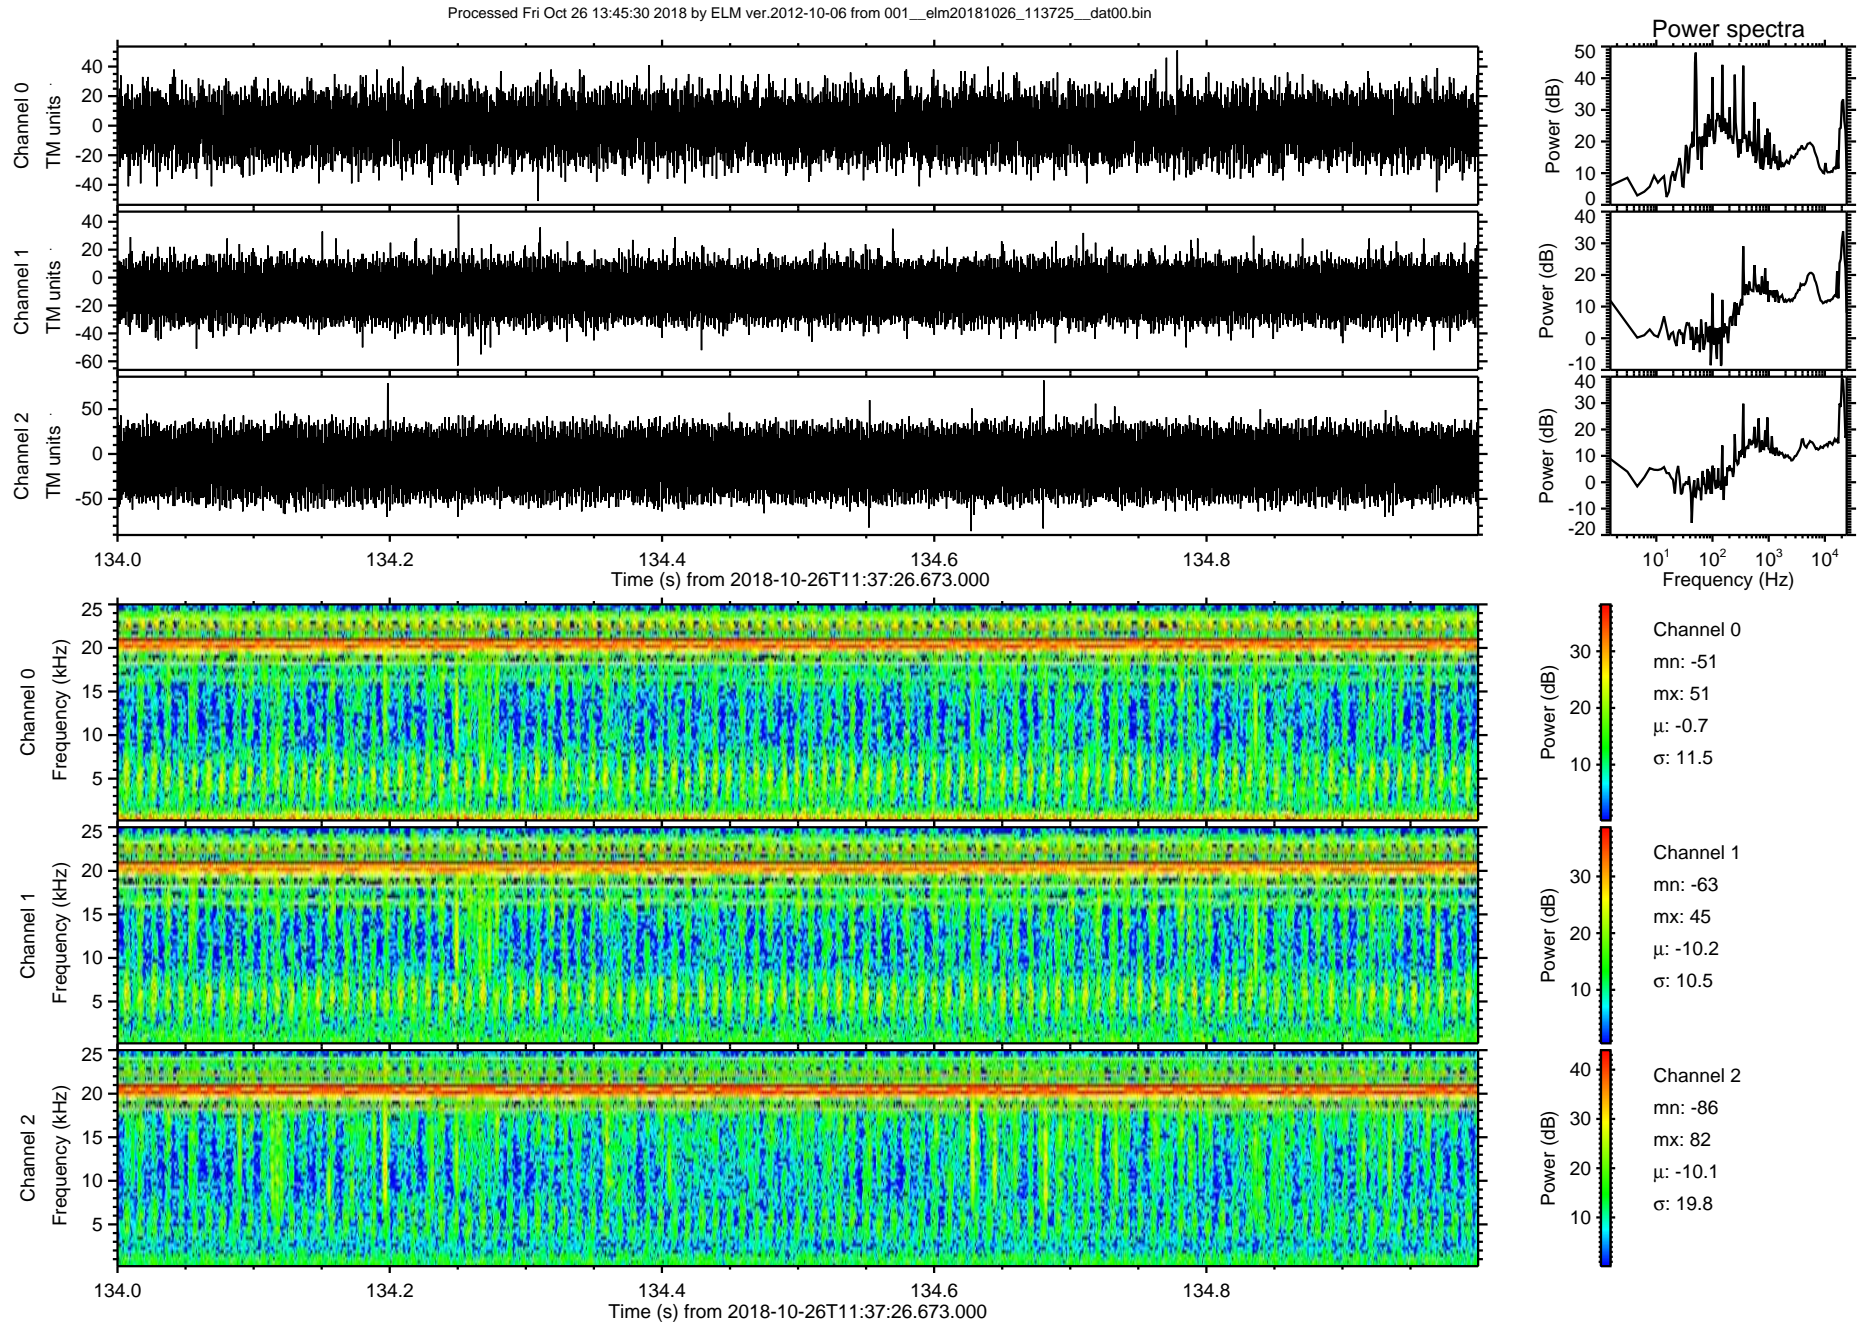 Processed Fri Oct 26 13:45:30 2018 by ELM ver.2012-10-06 from 001__elm20181026_113725__dat00.bin
Power spectra
Channel 0
TM units
40
20
0
-20
-40
Power (dB)
50
40
30
20
10
0
Channel 1
TM units
40
20
0
-20
-40
-60
Power (dB)
40
30
20
10
0
-10
Channel 2
TM units
50
0
-50
Power (dB)
40
30
20
10
0
-10
-20
134.0 134.2 134.4 134.6 134.8
Time (s) from 2018-10-26T11:37:26.673.000
10¹ 10² 10³ 10⁴
Frequency (Hz)
Channel 0
Frequency (kHz)
25
20
15
10
5
Power (dB)
30
20
10
Channel 0
mn: -51
mx: 51
μ: -0.7
σ: 11.5
Channel 1
Frequency (kHz)
25
20
15
10
5
Power (dB)
30
20
10
Channel 1
mn: -63
mx: 45
μ: -10.2
σ: 10.5
Channel 2
Frequency (kHz)
25
20
15
10
5
Power (dB)
40
30
20
10
Channel 2
mn: -86
mx: 82
μ: -10.1
σ: 19.8
134.0 134.2 134.4 134.6 134.8
Time (s) from 2018-10-26T11:37:26.673.000